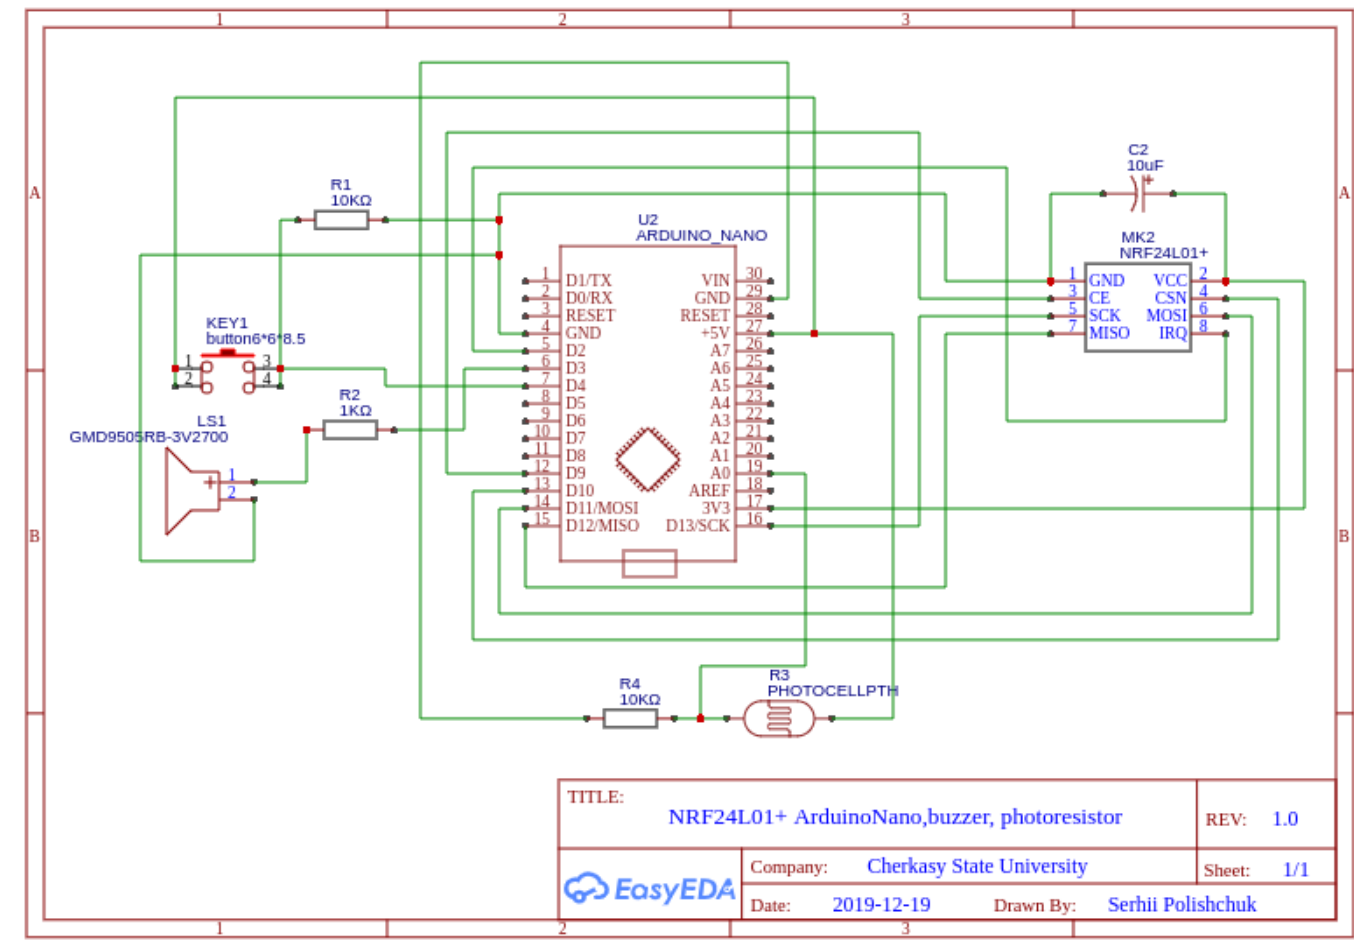 1 2 3
A A
B B
C2
10uF
R1
10KΩ
U2
ARDUINO_NANO
MK2
NRF24L01+
1 GND VCC 2
3 CE CSN 4
5 SCK MOSI 6
7 MISO IRQ 8
1 D1/TX VIN 30
2 D0/RX GND 29
3 RESET RESET 28
4 GND +5V 27
5 D2 A7 26
6 D3 A6 25
7 D4 A5 24
8 D5 A4 23
9 D6 A3 22
10 D7 A2 21
11 D8 A1 20
12 D9 A0 19
13 D10 AREF 18
14 D11/MOSI 3V3 17
15 D12/MISO D13/SCK 16
KEY1
button6*6*8.5
1 3
2 4
R2
1KΩ
LS1
GMD9505RB-3V2700
+ 1
2
R4
10KΩ
R3
PHOTOCELLPTH
TITLE:
NRF24L01+ ArduinoNano,buzzer, photoresistor
REV: 1.0
EasyEDA
Company: Cherkasy State University
Sheet: 1/1
Date: 2019-12-19 Drawn By: Serhii Polishchuk
1 2 3